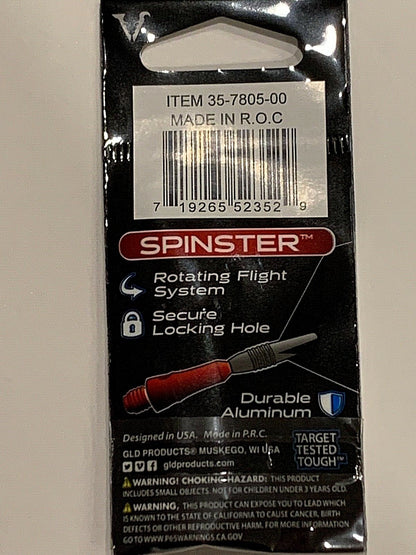 ITEM 35-7805-00
MADE IN R.O.C
7 19265 52352 9
SPINSTER™
Rotating Flight
System
Secure
Locking Hole
Durable
Aluminum
Designed in USA. Made in P.R.C.
GLD PRODUCTS® MUSKEGO, WI USA
gldproducts.com
TARGET
TESTED
TOUGH™
WARNING! CHOKING HAZARD: THIS PRODUCT
INCLUDES SMALL OBJECTS. NOT FOR CHILDREN UNDER 3 YEARS OLD.
WARNING, THIS PRODUCT CAN EXPOSE YOU TO LEAD WHICH
IS KNOWN TO THE STATE OF CALIFORNIA TO CAUSE CANCER, BIRTH
DEFECTS OR OTHER REPRODUCTIVE HARM. FOR MORE INFORMATION
GO TO WWW.P65WARNINGS.CA.GOV